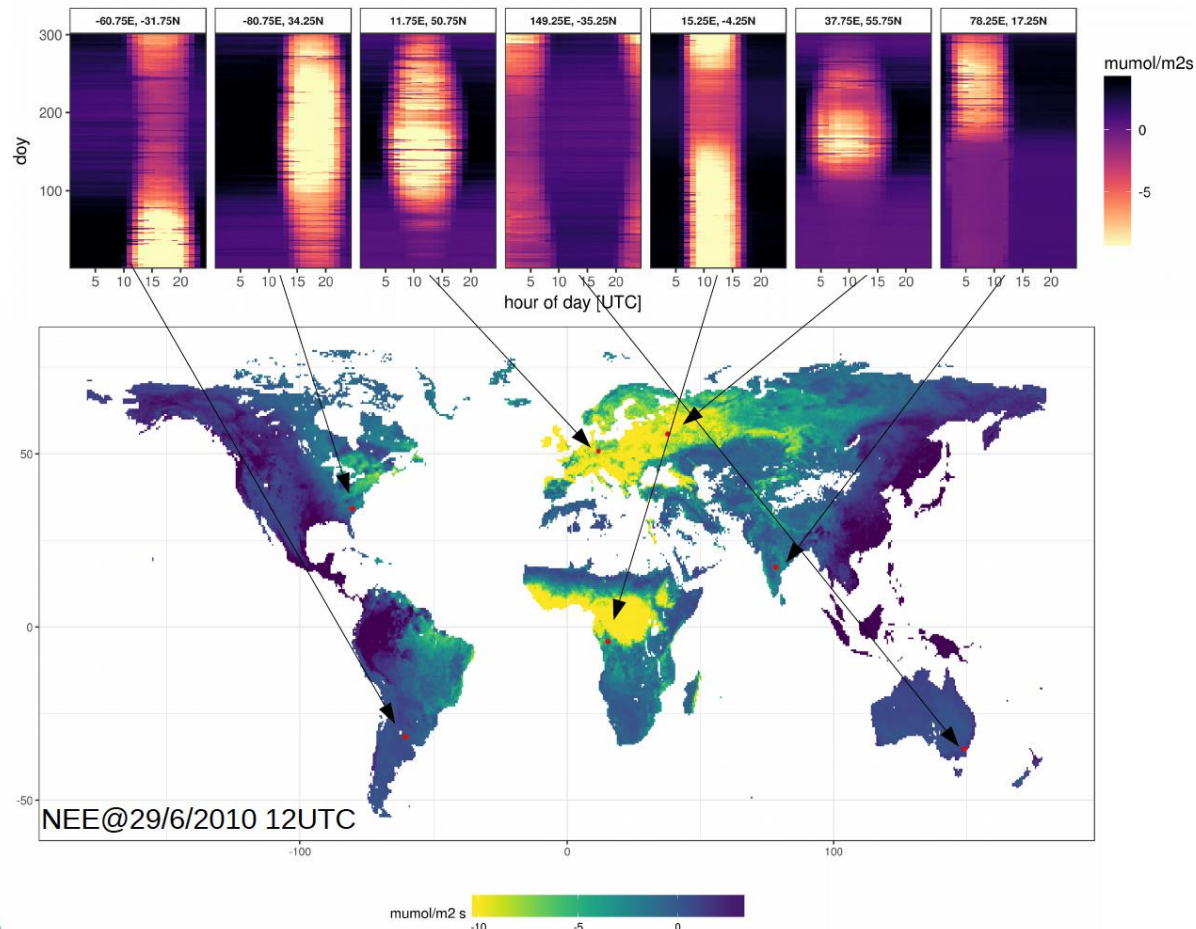 -60.75E, -31.75N
-80.75E, 34.25N
11.75E, 50.75N
149.25E, -35.25N
15.25E, -4.25N
37.75E, 55.75N
78.25E, 17.25N
mumol/m2s
0
-5
doy
300
200
100
5 10 15 20
5 10 15 20
5 10 15 20
5 10 15 20
5 10 15 20
5 10 15 20
5 10 15 20
hour of day [UTC]
50
0
-50
NEE@29/6/2010 12UTC
-100 0 100
mumol/m2 s
-10 -5 0